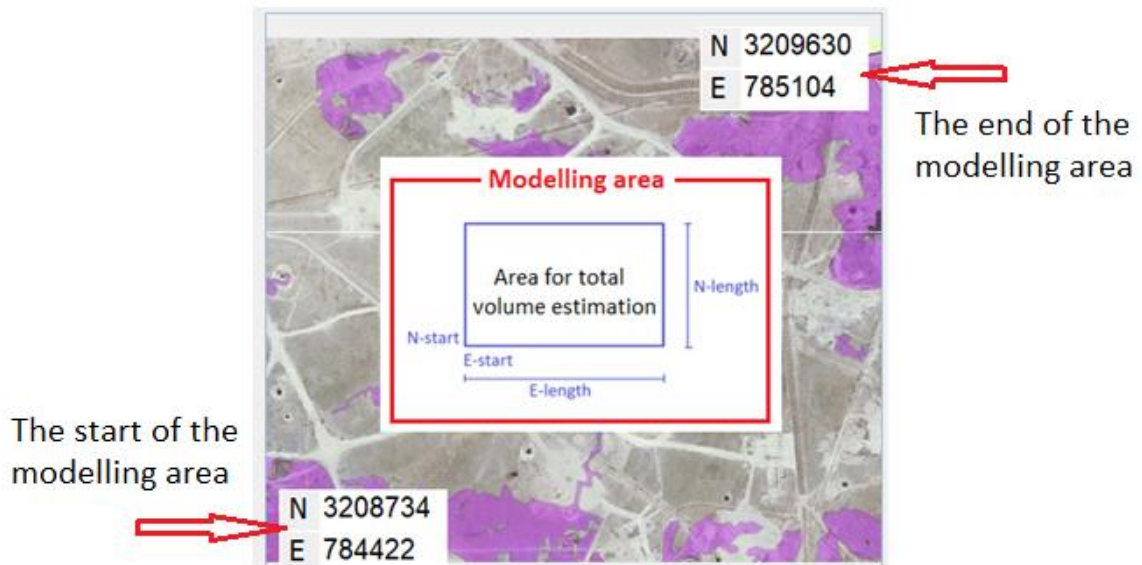 N 3209630
E 785104
The end of the
modelling area
Modelling area
Area for total
volume estimation
N-length
N-start
E-start
E-length
The start of the
modelling area
N 3208734
E 784422